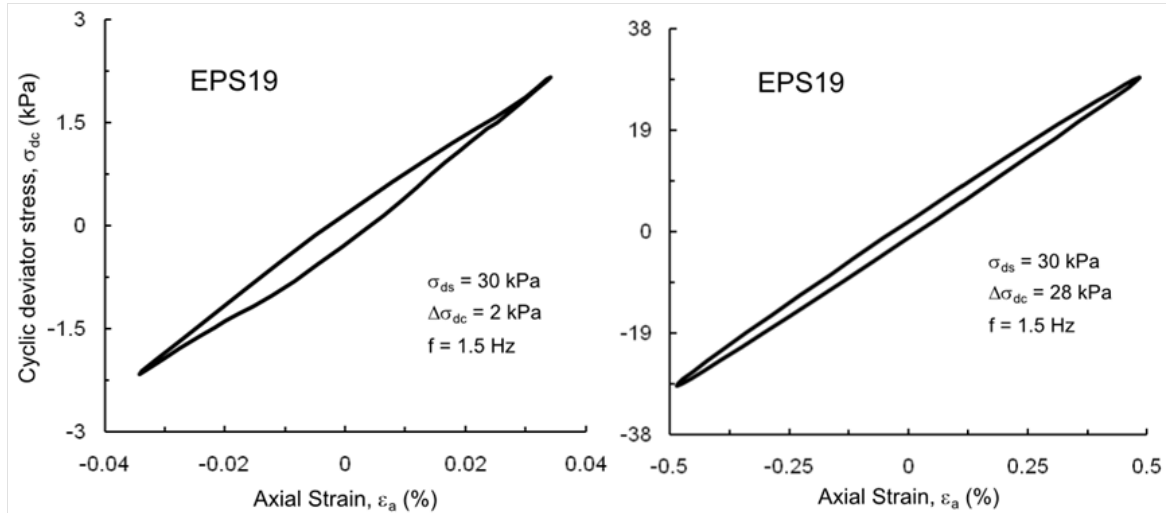 Cyclic deviator stress, σdc (kPa)
3
1.5
0
-1.5
-3
EPS19
σds = 30 kPa
Δσdc = 2 kPa
f = 1.5 Hz
-0.04
-0.02
0
0.02
0.04
Axial Strain, εa (%)
38
19
0
-19
-38
EPS19
σds = 30 kPa
Δσdc = 28 kPa
f = 1.5 Hz
-0.5
-0.25
0
0.25
0.5
Axial Strain, εa (%)